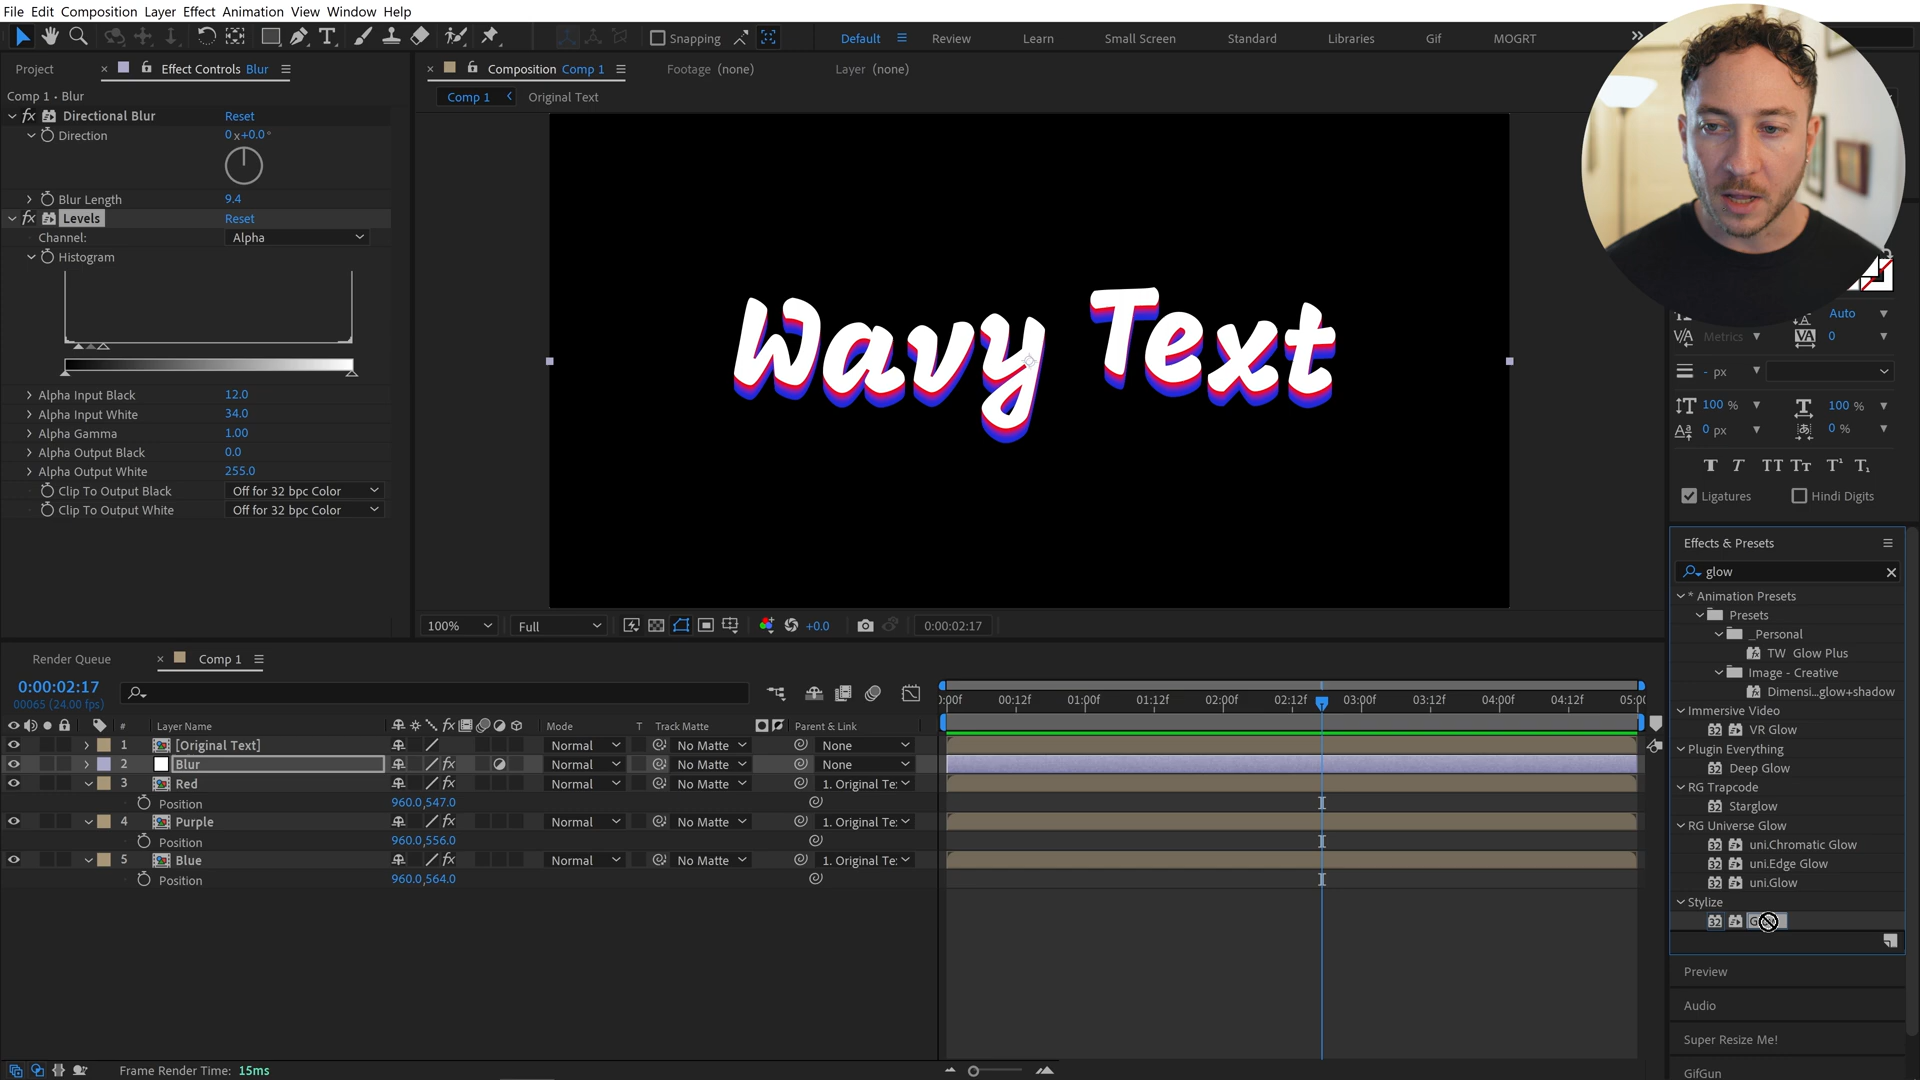 File Edit Composition Layer Effect Animation View Window Help
Snapping
Default Review Learn Small Screen Standard Libraries Gif MOGRT
Project Effect Controls Blur
Composition Comp 1 Footage (none) Layer (none)
Comp 1 • Blur
Comp 1 Original Text
fx Directional Blur Reset
Direction 0x+0.0°
Blur Length 9.4
fx Levels Reset
Channel: Alpha
Histogram
Alpha Input Black 12.0
Alpha Input White 34.0
Alpha Gamma 1.00
Alpha Output Black 0.0
Alpha Output White 255.0
Clip To Output Black Off for 32 bpc Color
Clip To Output White Off for 32 bpc Color
Wavy Text
100% Full +0.0 0:00:02:17
Auto
Metrics 0
- px
100 % 100 %
0 px 0 %
Ligatures Hindi Digits
Effects & Presets
glow
* Animation Presets
Presets
_Personal
TW Glow Plus
Image - Creative
Dimensi...glow+shadow
Immersive Video
VR Glow
Plugin Everything
Deep Glow
RG Trapcode
Starglow
RG Universe Glow
uni.Chromatic Glow
uni.Edge Glow
uni.Glow
Stylize
Preview
Audio
Super Resize Me!
GifGun
Render Queue Comp 1
0:00:02:17
00065 (24.00 fps)
:00f 00:12f 01:00f 01:12f 02:00f 02:12f 03:00f 03:12f 04:00f 04:12f 05:0
# Layer Name fx Mode T Track Matte Parent & Link
1 [Original Text] Normal No Matte None
2 Blur fx Normal No Matte None
3 Red fx Normal No Matte 1. Original Te:
Position 960.0,547.0
4 Purple fx Normal No Matte 1. Original Te:
Position 960.0,556.0
5 Blue fx Normal No Matte 1. Original Te:
Position 960.0,564.0
Frame Render Time: 15ms